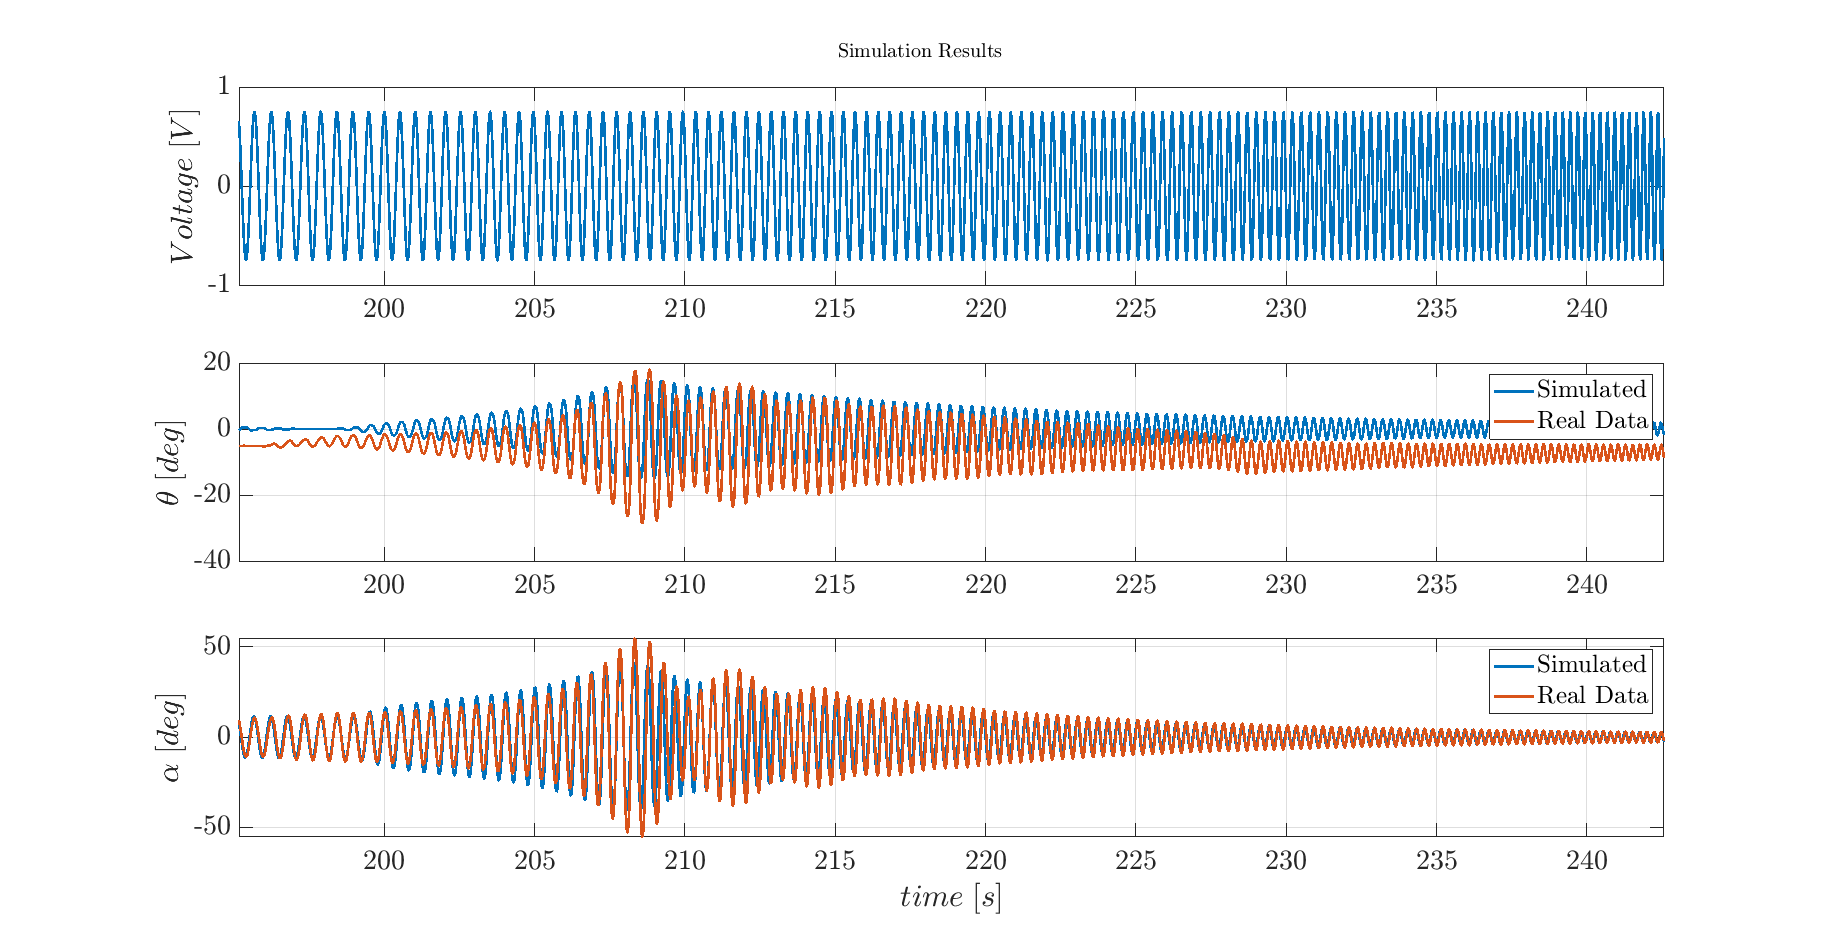 Simulation Results
Voltage [V]
1
0
-1
200 205 210 215 220 225 230 235 240
θ [deg]
20
0
-20
-40
Simulated
Real Data
200 205 210 215 220 225 230 235 240
α [deg]
50
0
-50
Simulated
Real Data
200 205 210 215 220 225 230 235 240
time [s]